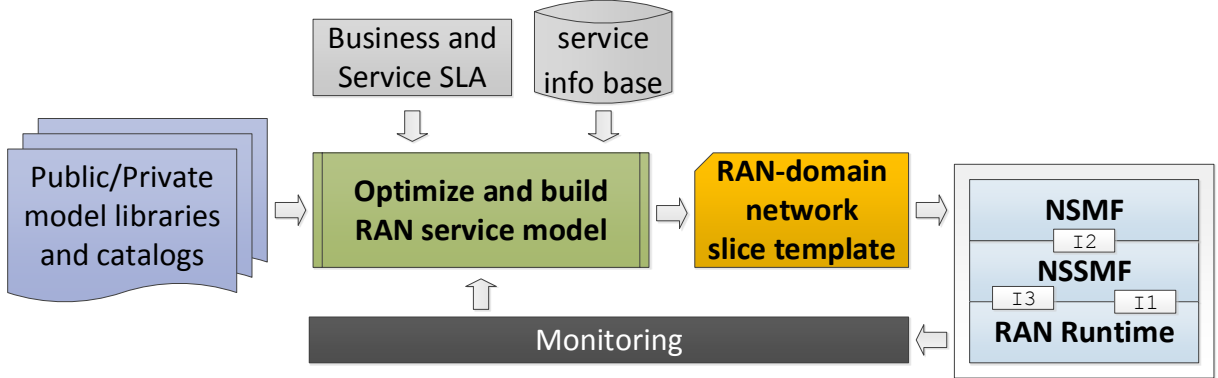 Business and
Service SLA
service
info base
Public/Private
model libraries
and catalogs
Optimize and build
RAN service model
RAN-domain
network
slice template
NSMF
I2
NSSMF
I3
I1
RAN Runtime
Monitoring